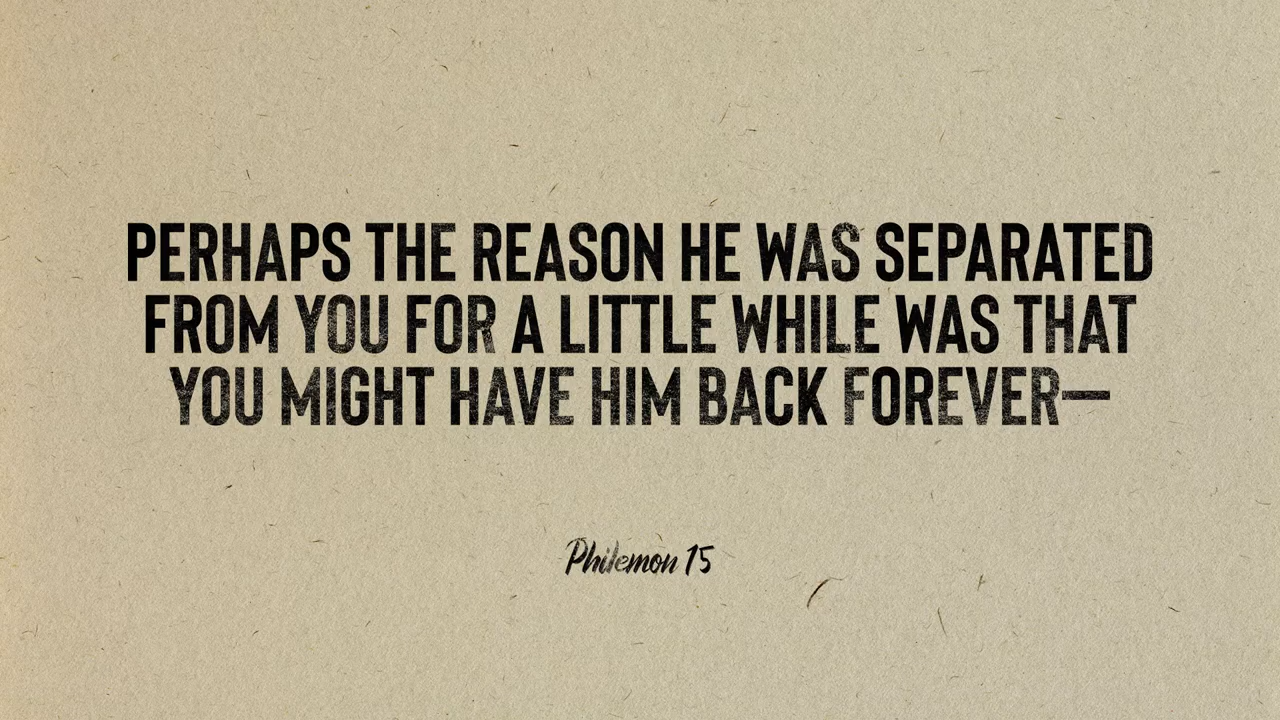 PERHAPS THE REASON HE WAS SEPARATED
FROM YOU FOR A LITTLE WHILE WAS THAT
YOU MIGHT HAVE HIM BACK FOREVER—
Philemon 15